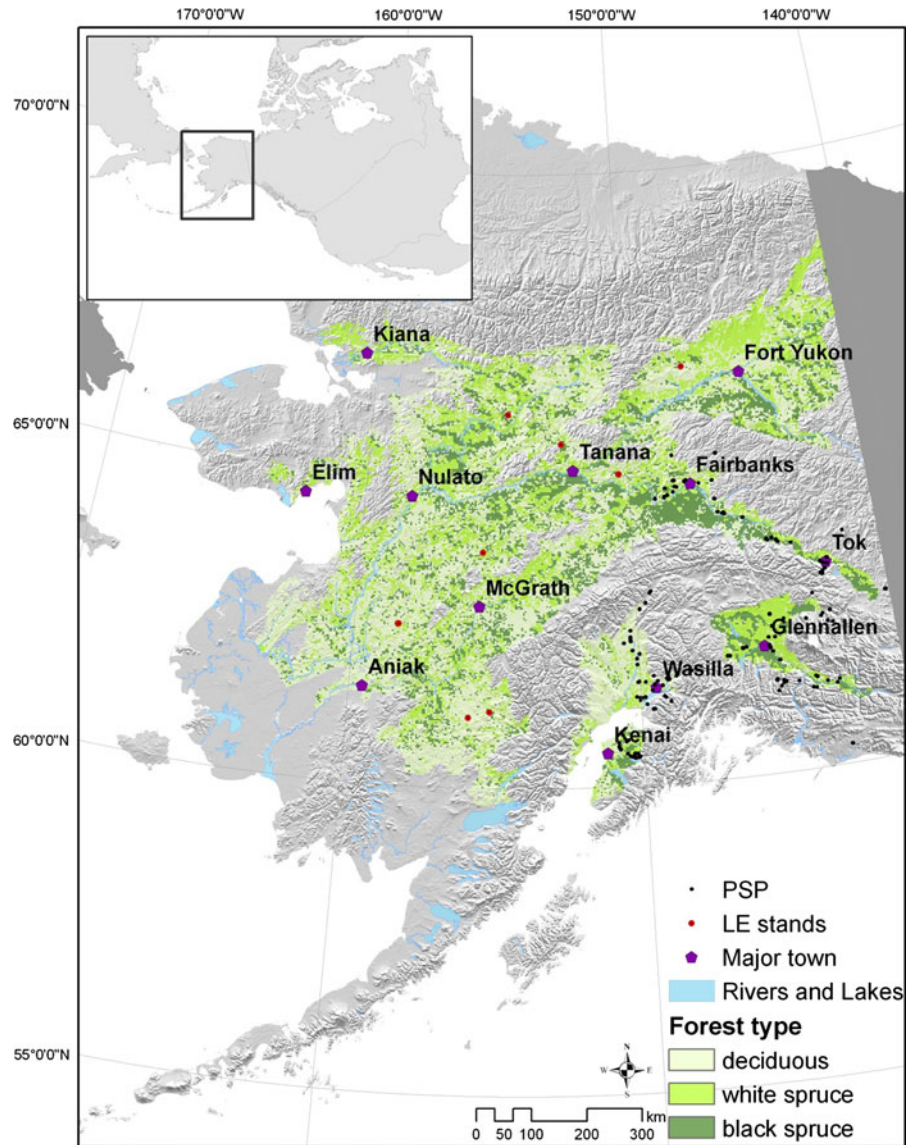 170°0'0"W 160°0'0"W 150°0'0"W 140°0'0"W
70°0'0"N
65°0'0"N
60°0'0"N
55°0'0"N
Kiana
Fort Yukon
Tanana
Elim
Nulato
Fairbanks
Tok
McGrath
Glennallen
Aniak
Wasilla
Kenai
PSP
LE stands
Major town
Rivers and Lakes
Forest type
deciduous
white spruce
black spruce
N
W E
S
km
0 50 100 200 300